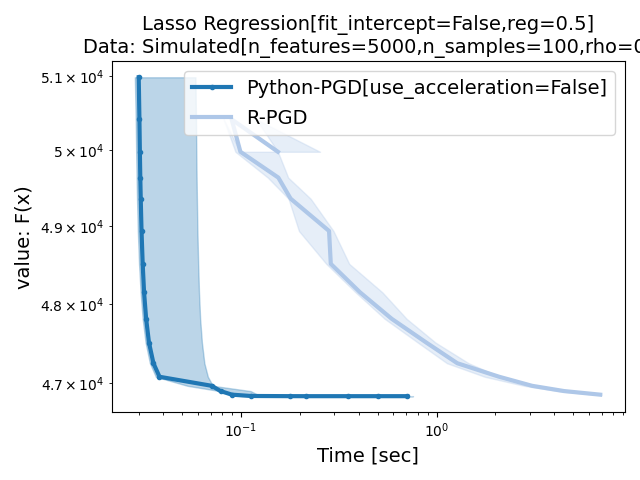 Lasso Regression[fit_intercept=False,reg=0.5]
Data: Simulated[n_features=5000,n_samples=100,rho=0
Python-PGD[use_acceleration=False]
R-PGD
5.1 × 10⁴
5 × 10⁴
4.9 × 10⁴
4.8 × 10⁴
4.7 × 10⁴
value: F(x)
10⁻¹ 10⁰
Time [sec]